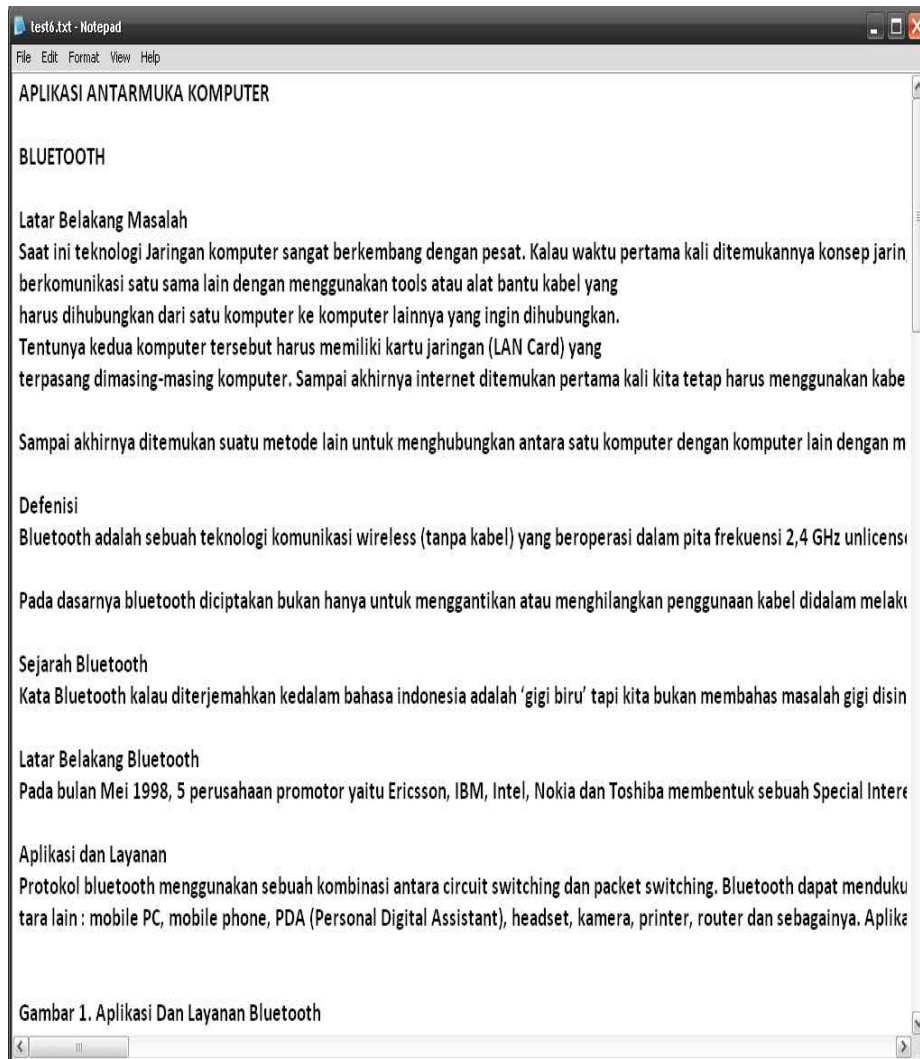 test6.txt - Notepad
File Edit Format View Help
APLIKASI ANTARMUKA KOMPUTER
BLUETOOTH
Latar Belakang Masalah
Saat ini teknologi Jaringan komputer sangat berkembang dengan pesat. Kalau waktu pertama kali ditemukannya konsep jarin
berkomunikasi satu sama lain dengan menggunakan tools atau alat bantu kabel yang
harus dihubungkan dari satu komputer ke komputer lainnya yang ingin dihubungkan.
Tentunya kedua komputer tersebut harus memiliki kartu jaringan (LAN Card) yang
terpasang dimasing-masing komputer. Sampai akhirnya internet ditemukan pertama kali kita tetap harus menggunakan kabe
Sampai akhirnya ditemukan suatu metode lain untuk menghubungkan antara satu komputer dengan komputer lain dengan m
Defenisi
Bluetooth adalah sebuah teknologi komunikasi wireless (tanpa kabel) yang beroperasi dalam pita frekuensi 2,4 GHz unlicens
Pada dasarnya bluetooth diciptakan bukan hanya untuk menggantikan atau menghilangkan penggunaan kabel didalam melak
Sejarah Bluetooth
Kata Bluetooth kalau diterjemahkan kedalam bahasa indonesia adalah ‘gigi biru’ tapi kita bukan membahas masalah gigi disin
Latar Belakang Bluetooth
Pada bulan Mei 1998, 5 perusahaan promotor yaitu Ericsson, IBM, Intel, Nokia dan Toshiba membentuk sebuah Special Intere
Aplikasi dan Layanan
Protokol bluetooth menggunakan sebuah kombinasi antara circuit switching dan packet switching. Bluetooth dapat menduku
tara lain : mobile PC, mobile phone, PDA (Personal Digital Assistant), headset, kamera, printer, router dan sebagainya. Aplika
Gambar 1. Aplikasi Dan Layanan Bluetooth